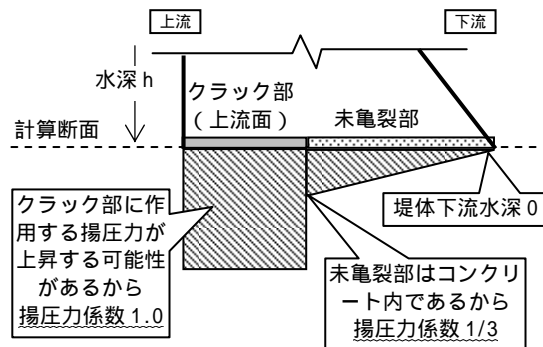 上流
下流
水深 h
クラック部
（上流面）
未亀裂部
計算断面
堤体下流水深 0
クラック部に作
用する揚圧力が
上昇する可能性
があるから
揚圧力係数 1.0
未亀裂部はコンクリ
ート内であるから
揚圧力係数 1/3